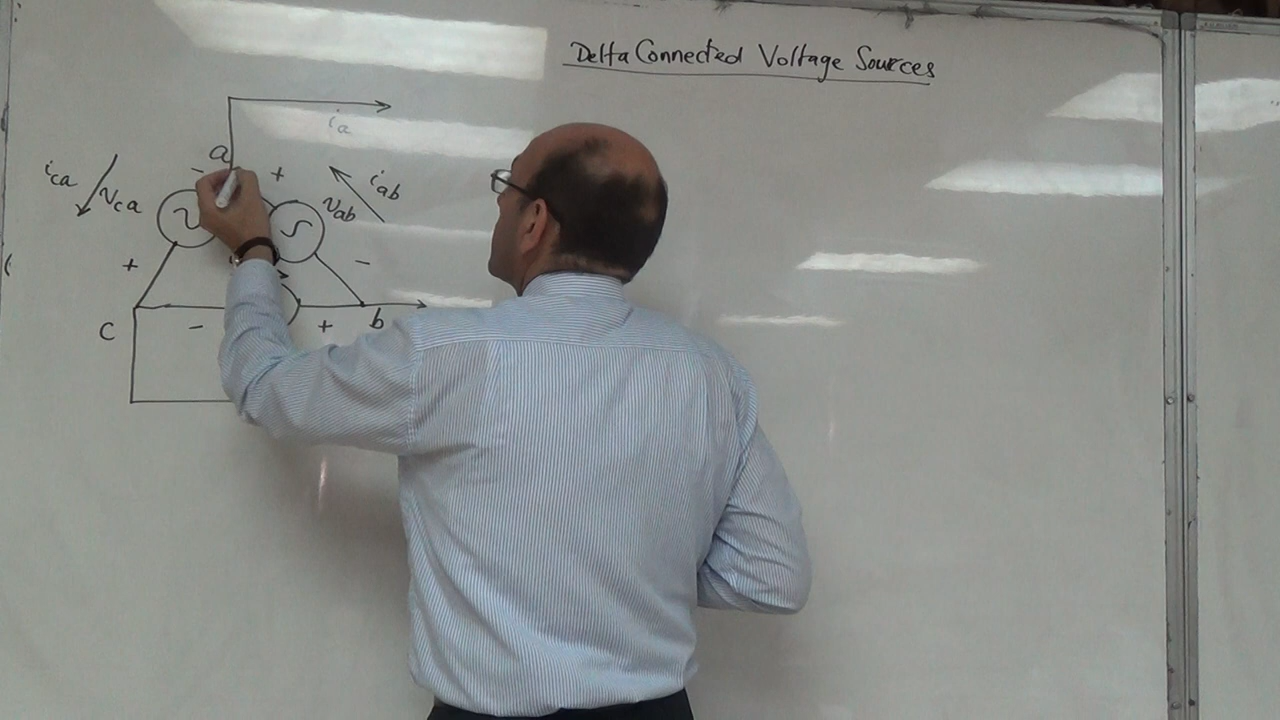 Delta Connected Voltage Sources
ia
a
- +
ica
vca
iab
vab
+ -
c - + b